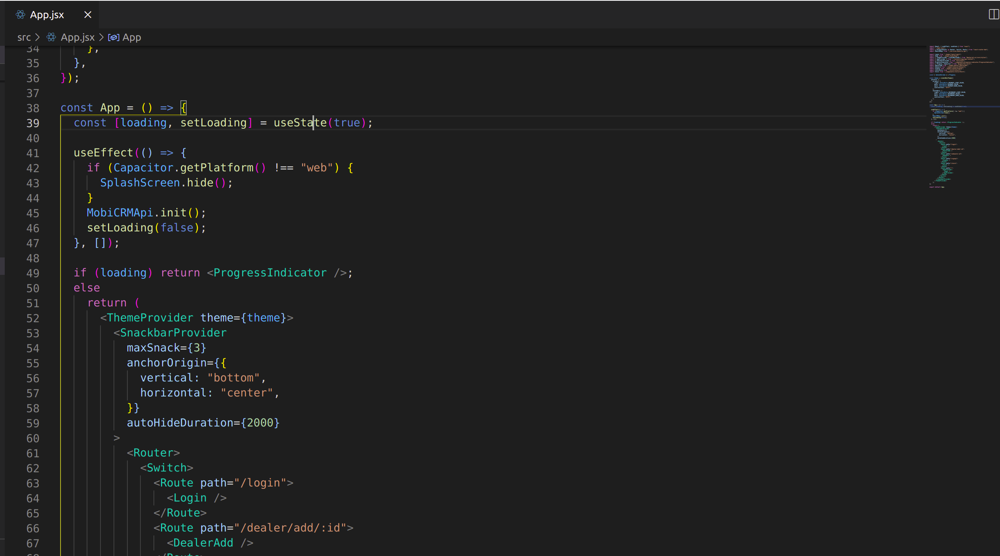 App.jsx
src > App.jsx > App
34 },
35 },
36 });
37
38 const App = () => {
39 const [loading, setLoading] = useState(true);
40
41 useEffect(() => {
42 if (Capacitor.getPlatform() !== "web") {
43 SplashScreen.hide();
44 }
45 MobiCRMApi.init();
46 setLoading(false);
47 }, []);
48
49 if (loading) return <ProgressIndicator />;
50 else
51 return (
52 <ThemeProvider theme={theme}>
53 <SnackbarProvider
54 maxSnack={3}
55 anchorOrigin={{
56 vertical: "bottom",
57 horizontal: "center",
58 }}
59 autoHideDuration={2000}
60 >
61 <Router>
62 <Switch>
63 <Route path="/login">
64 <Login />
65 </Route>
66 <Route path="/dealer/add/:id">
67 <DealerAdd />
68 </Route>